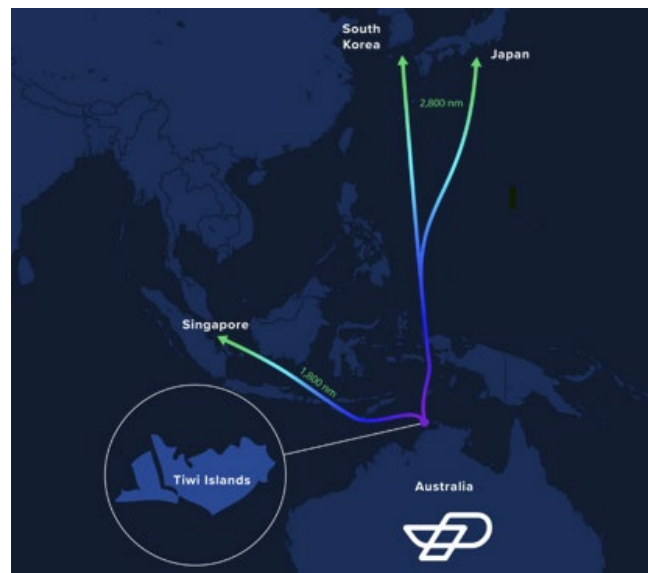 South
Korea
Japan
2,800 nm
Singapore
1,800 nm
Tiwi Islands
Australia